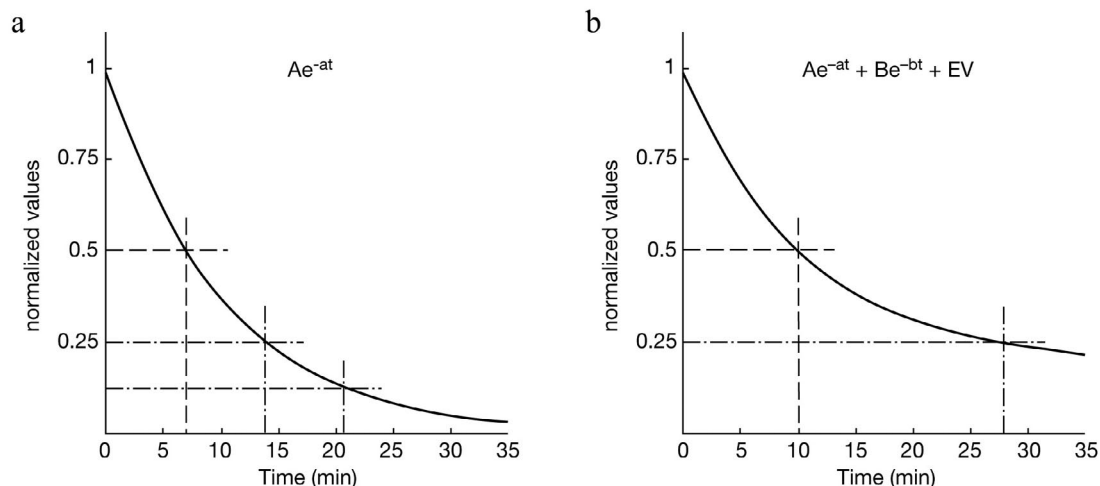 a
Ae^-at
1
0.75
0.5
0.25
normalized values
0 5 10 15 20 25 30 35
Time (min)
b
Ae^–at + Be^–bt + EV
1
0.75
0.5
0.25
normalized values
0 5 10 15 20 25 30 35
Time (min)